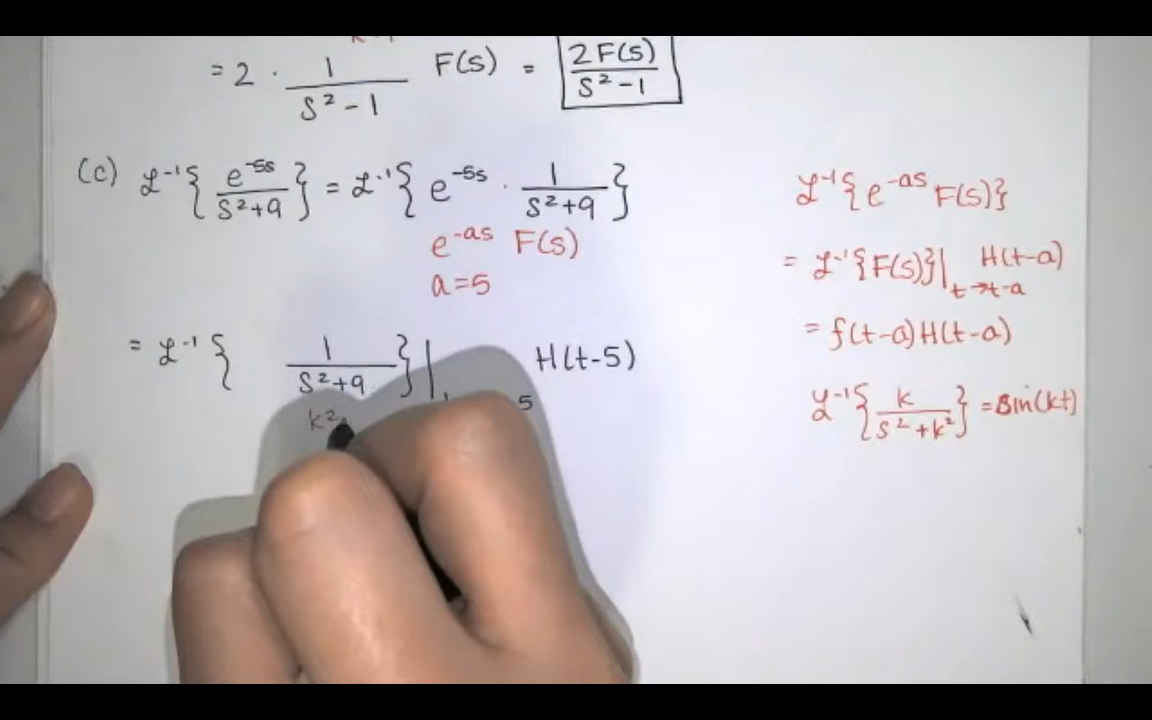 = 2 · 1/(s² - 1) F(s) = 2F(s)/(s² - 1)
(c) ℒ⁻¹{e⁻⁵ˢ/(s²+9)} = ℒ⁻¹{e⁻⁵ˢ · 1/(s²+9)}
e⁻ᵃˢ F(s)
a=5
= ℒ⁻¹{ 1/(s²+9) }| 5 H(t-5)
k²
ℒ⁻¹{e⁻ᵃˢ F(s)}
= ℒ⁻¹{F(s)}|t→t-a H(t-a)
= f(t-a)H(t-a)
ℒ⁻¹{k/(s²+k²)} = Sin(kt)